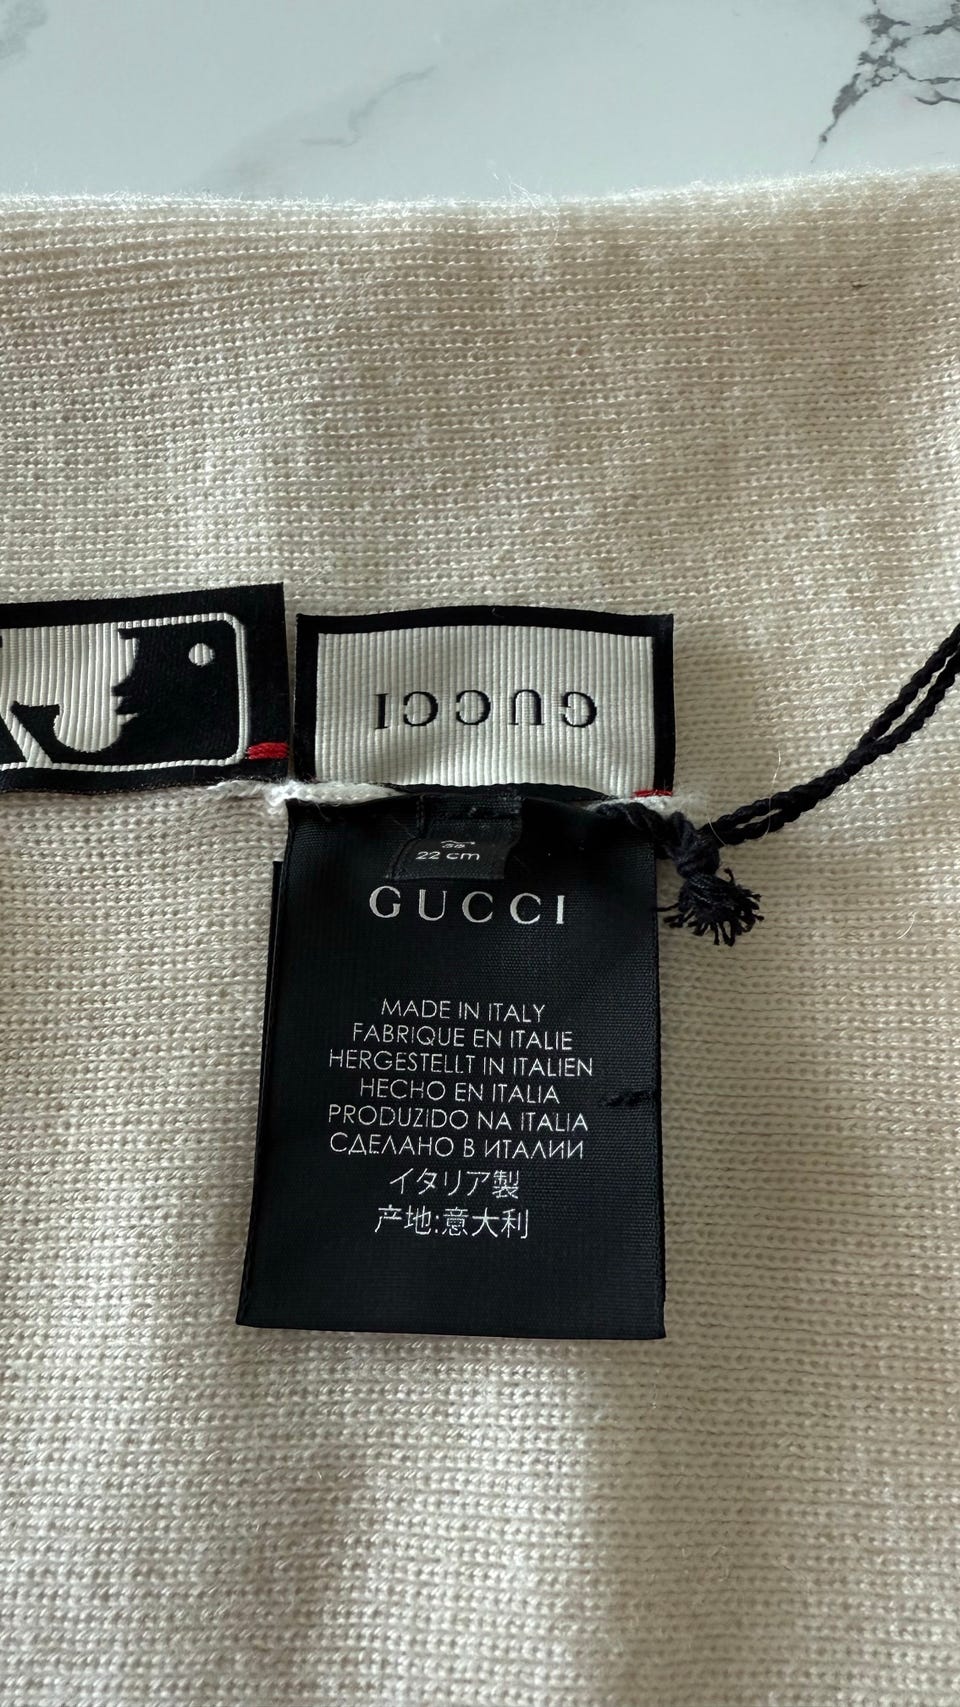 GUCCI
22 cm
GUCCI
MADE IN ITALY
FABRIQUE EN ITALIE
HERGESTELLT IN ITALIEN
HECHO EN ITALIA
PRODUZIDO NA ITALIA
СДЕЛАНО В ИТАЛИИ
イタリア製
产地:意大利